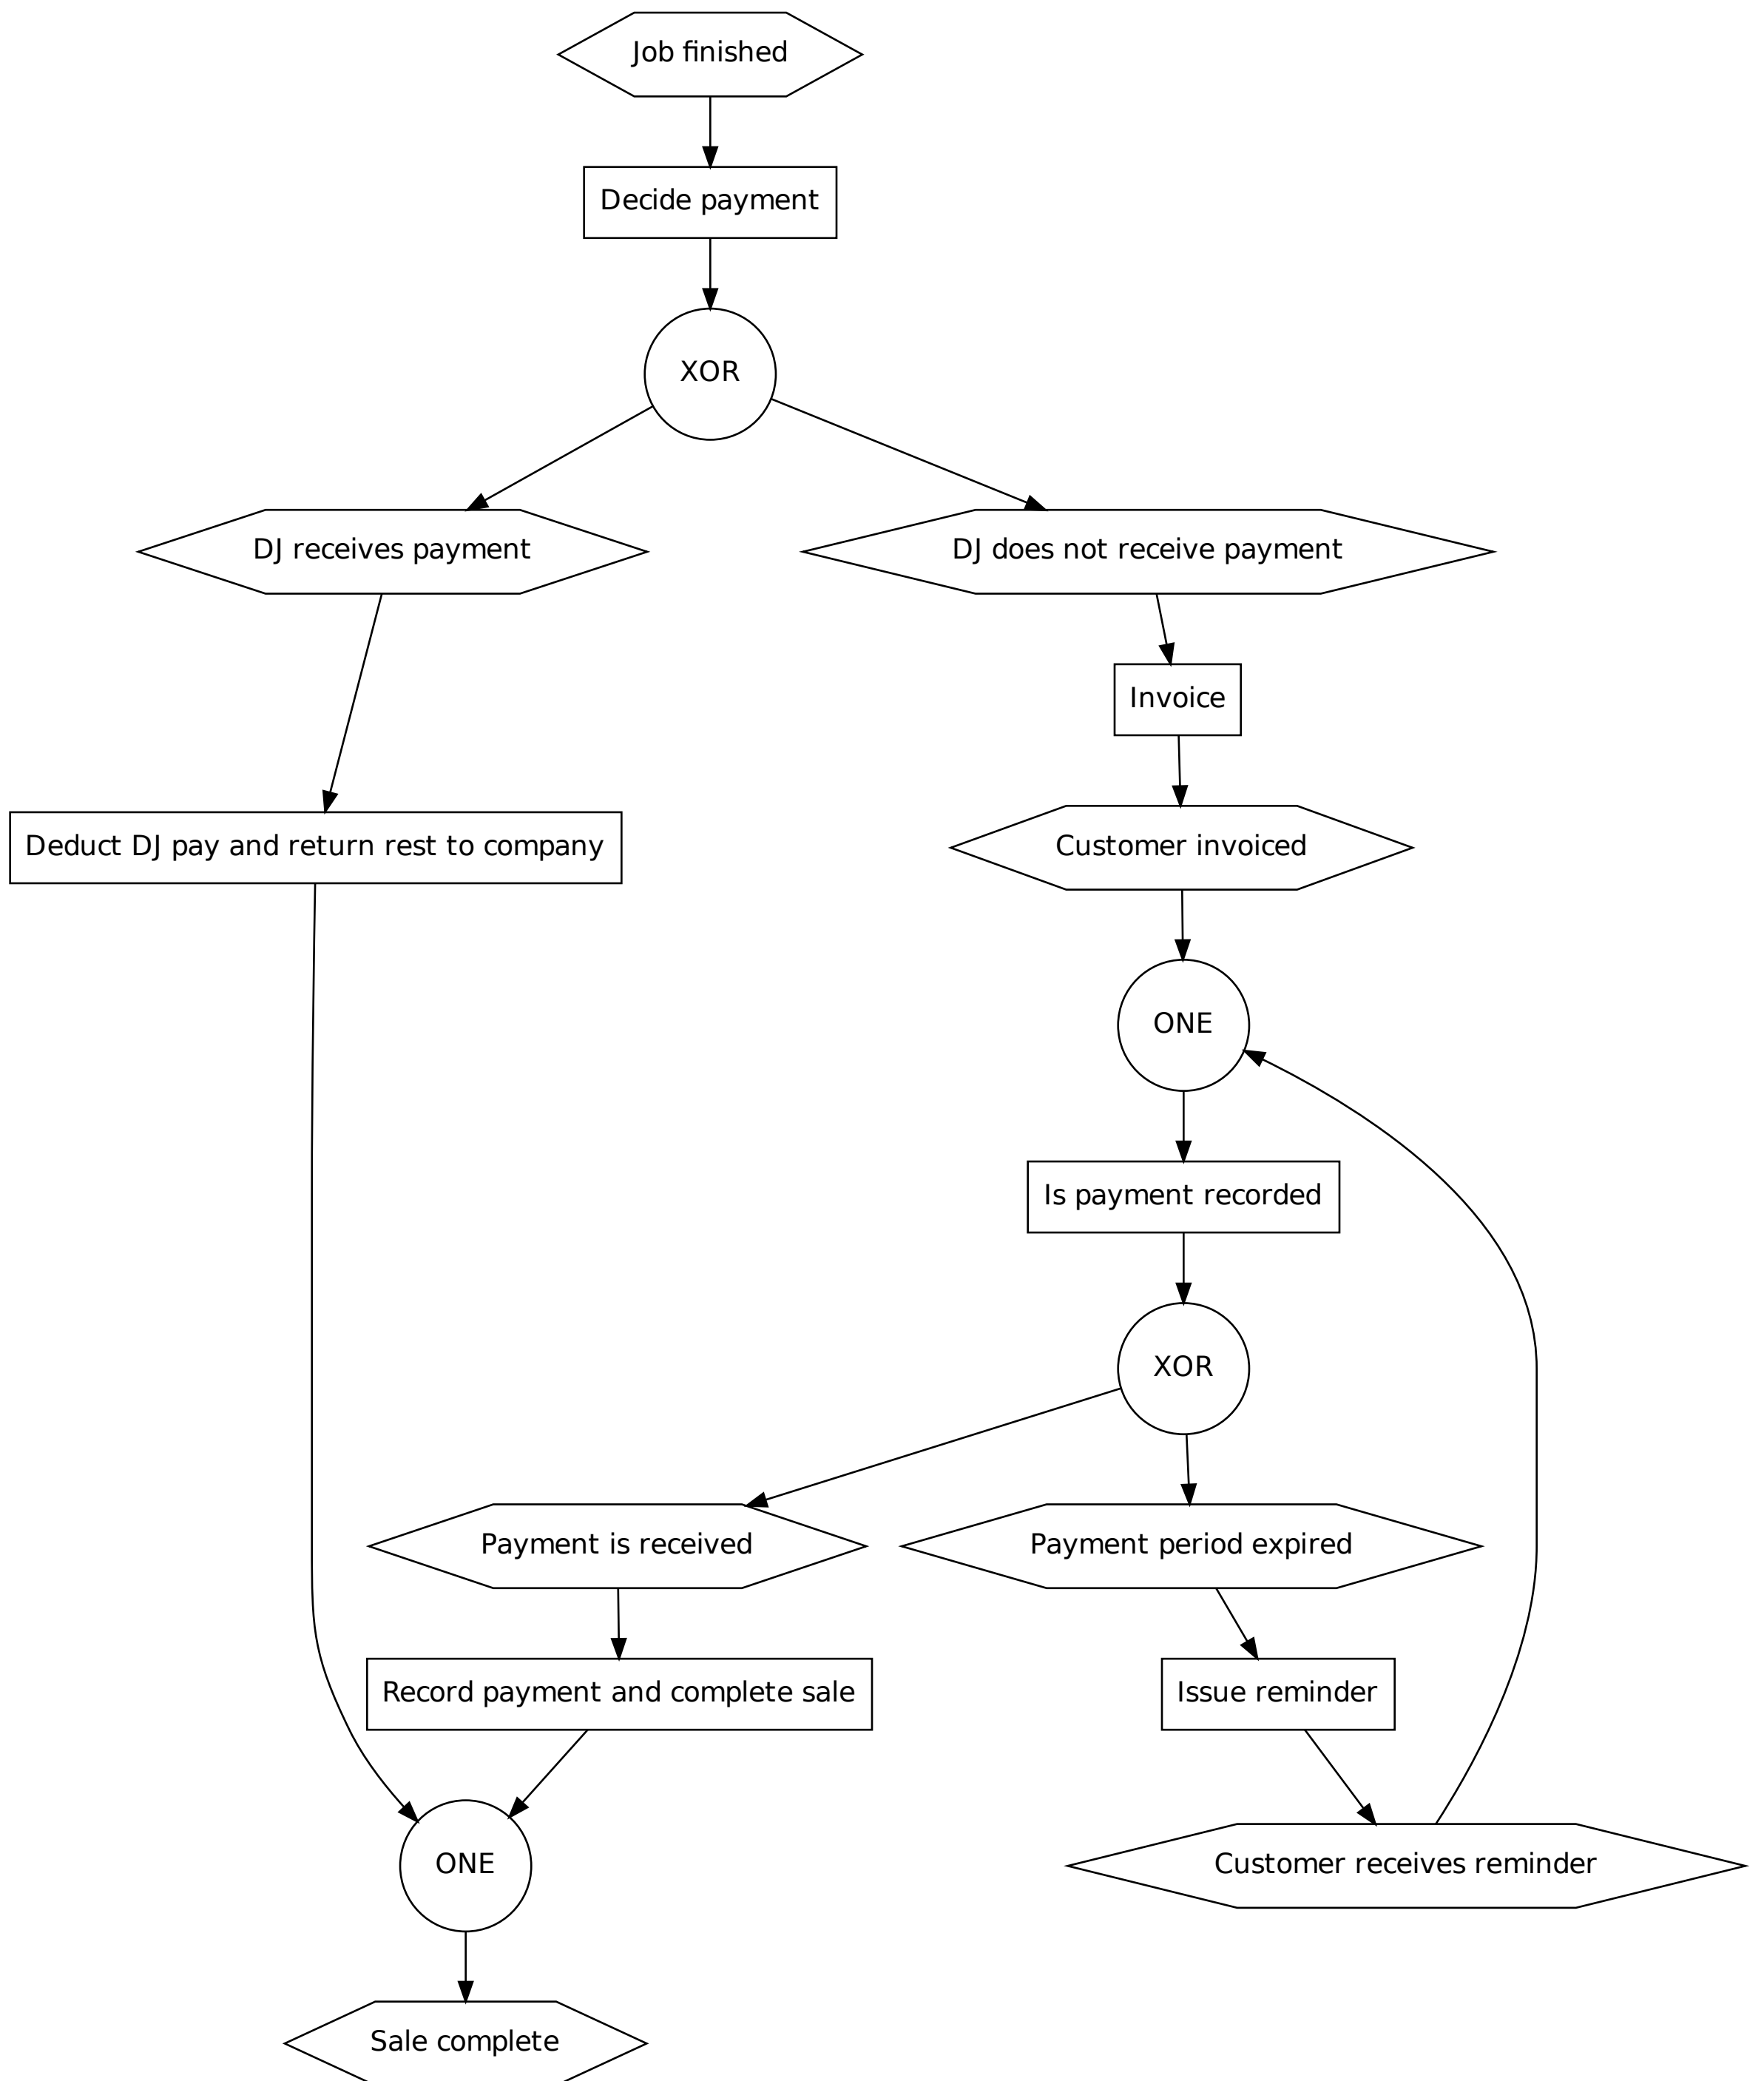 Job finished
Decide payment
XOR
DJ receives payment
DJ does not receive payment
Invoice
Deduct DJ pay and return rest to company
Customer invoiced
ONE
Is payment recorded
XOR
Payment is received
Payment period expired
Record payment and complete sale
Issue reminder
ONE
Customer receives reminder
Sale complete